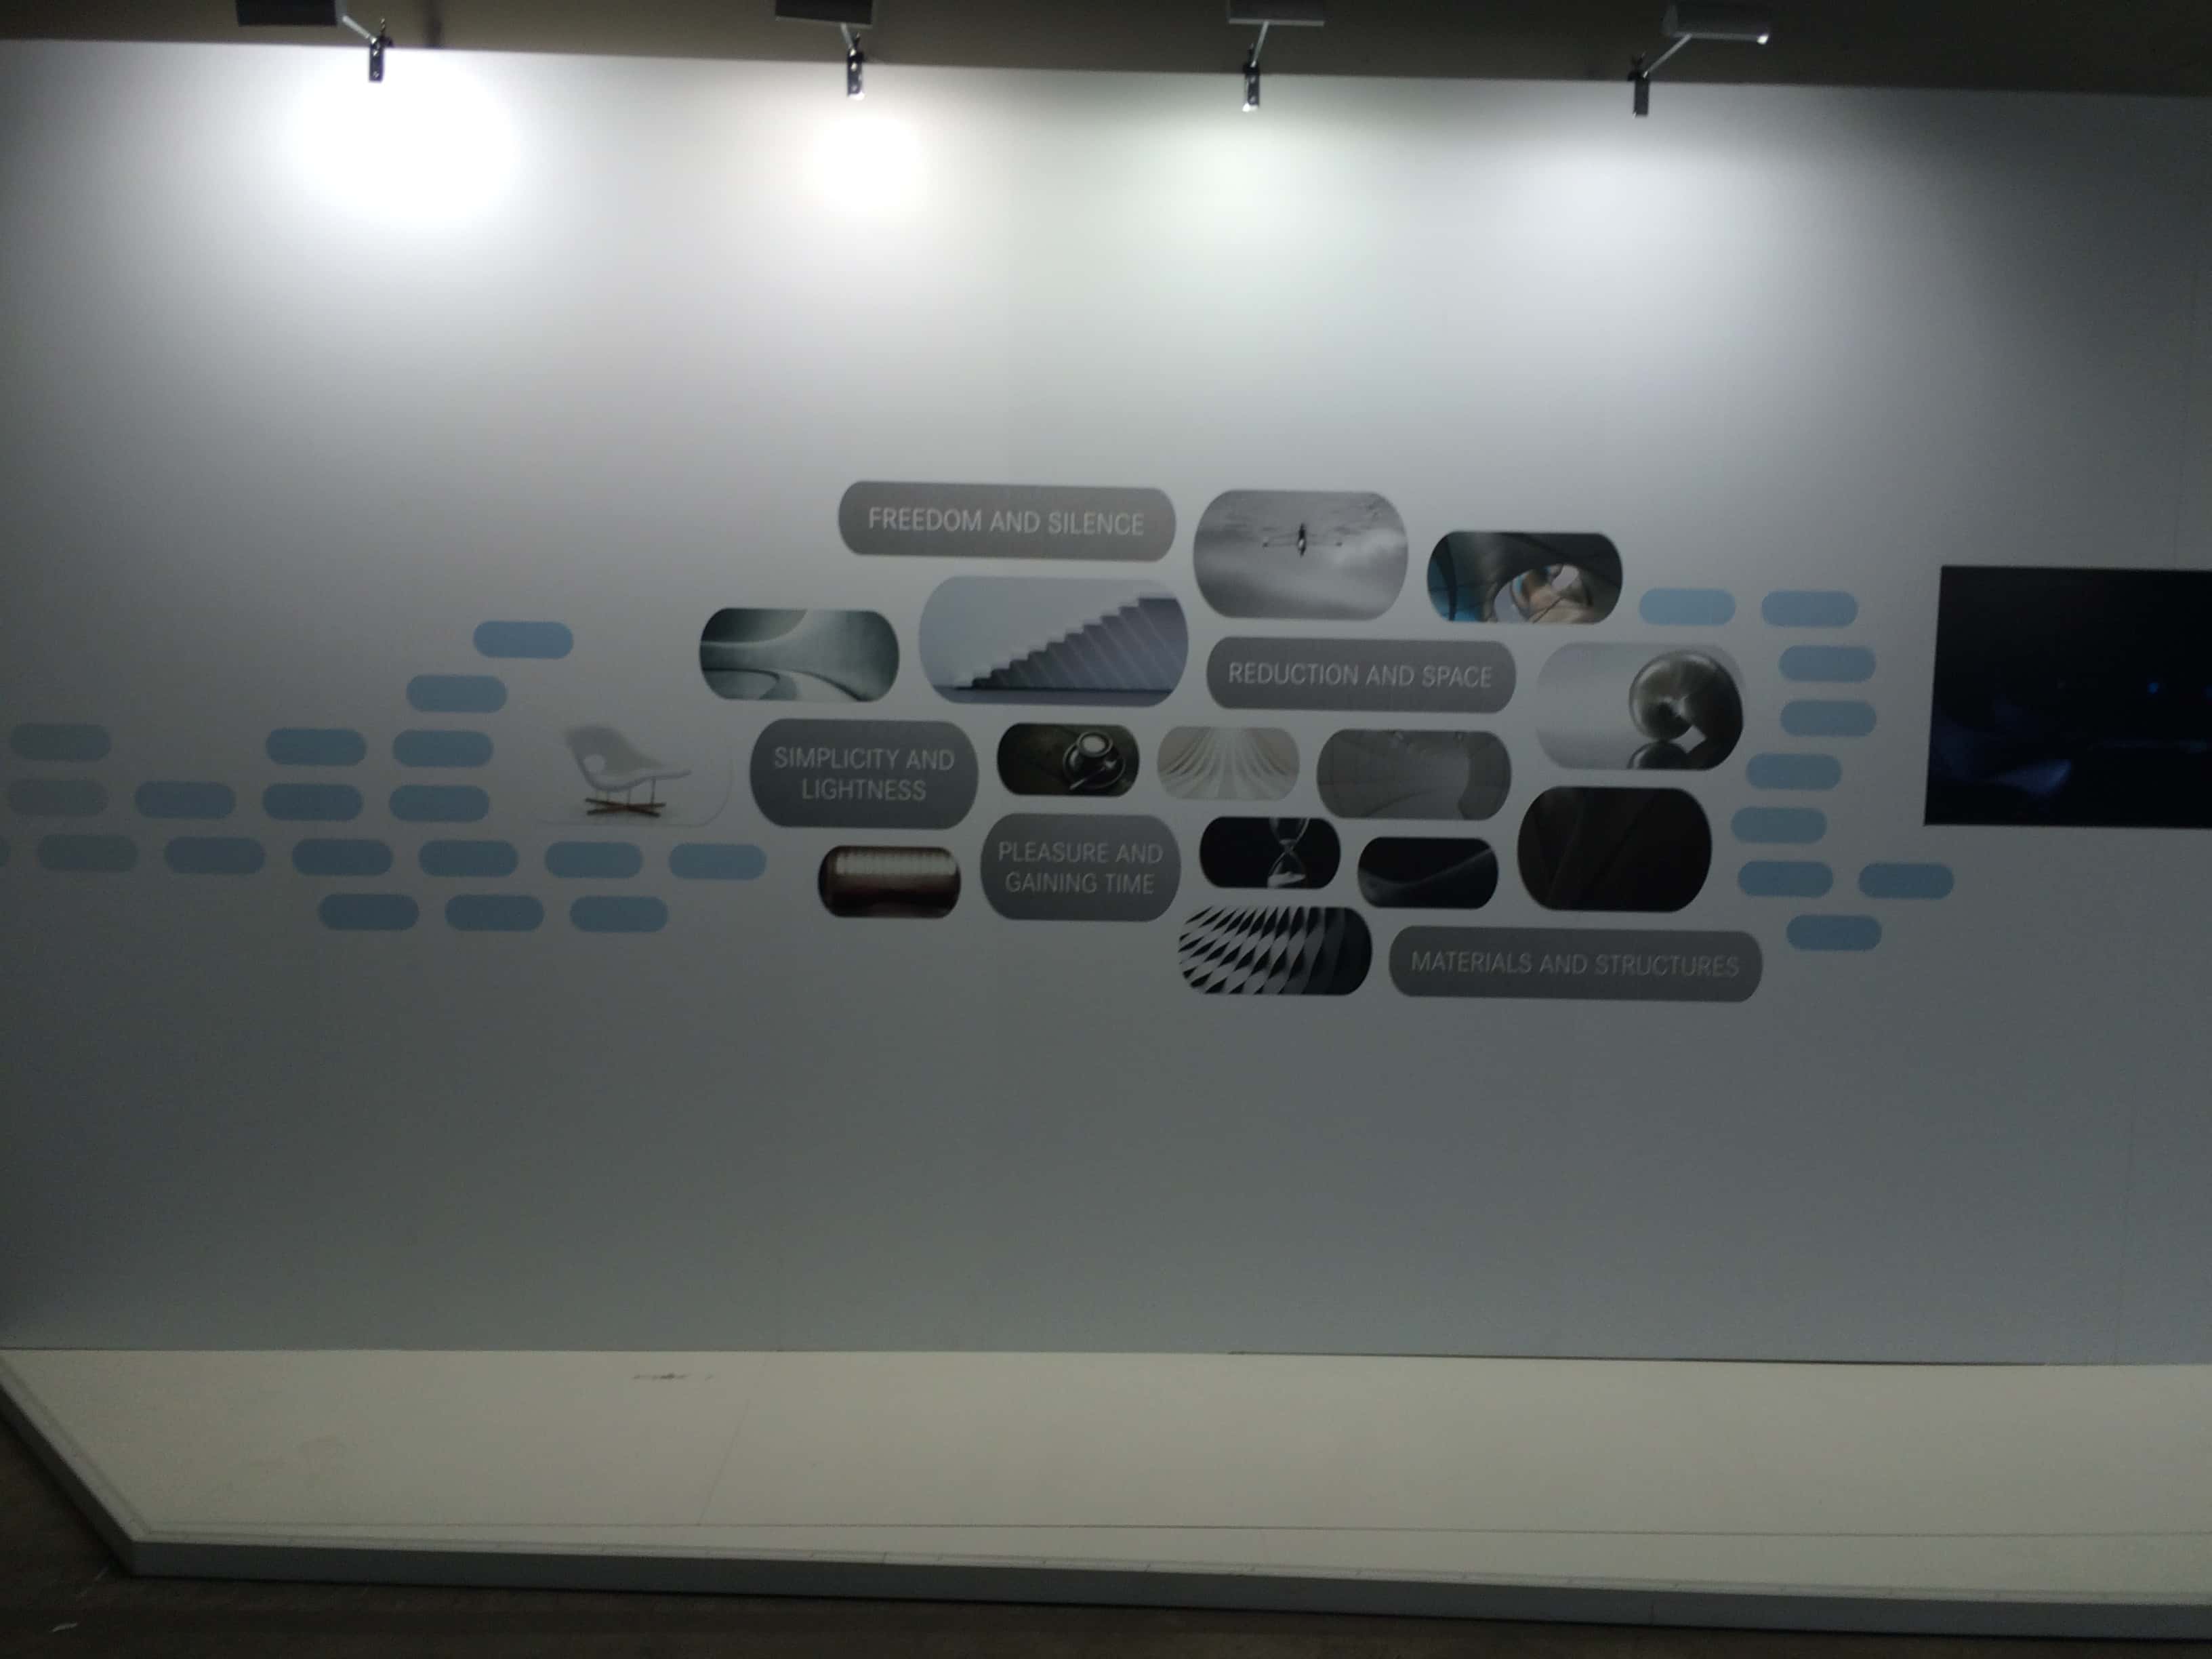 FREEDOM AND SILENCE
REDUCTION AND SPACE
SIMPLICITY AND
LIGHTNESS
PLEASURE AND
GAINING TIME
MATERIALS AND STRUCTURES